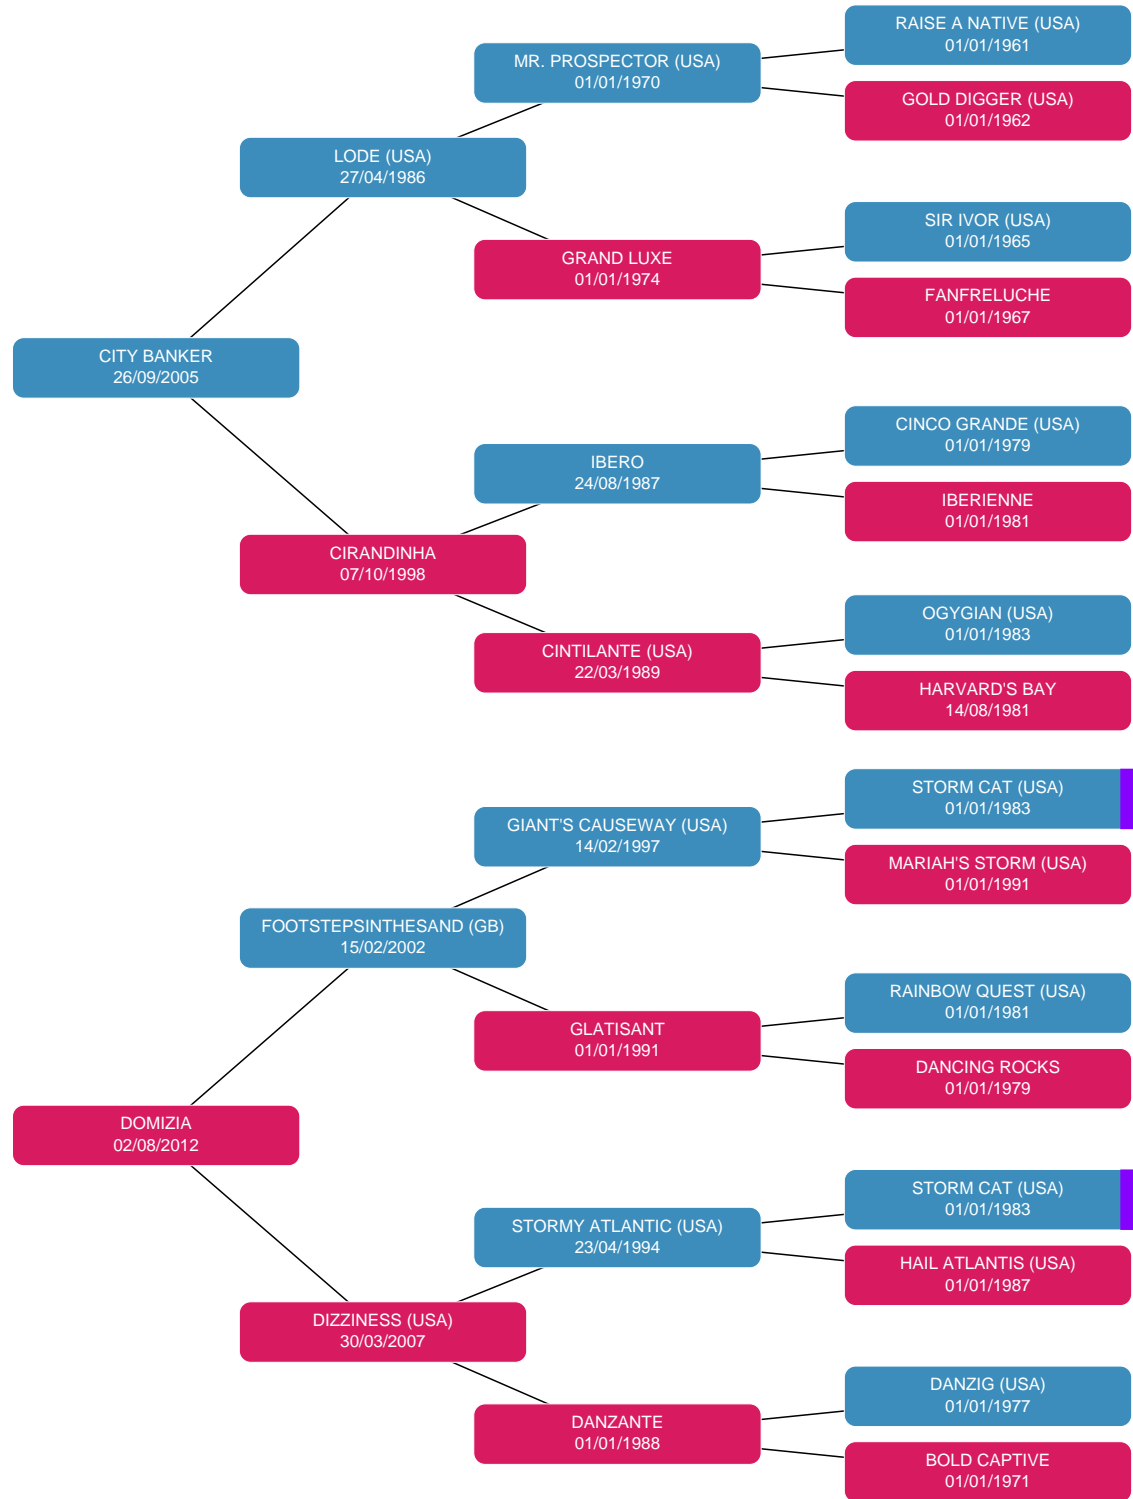 RAISE A NATIVE (USA)
01/01/1961
MR. PROSPECTOR (USA)
01/01/1970
GOLD DIGGER (USA)
01/01/1962
LODE (USA)
27/04/1986
SIR IVOR (USA)
01/01/1965
GRAND LUXE
01/01/1974
FANFRELUCHE
01/01/1967
CITY BANKER
26/09/2005
CINCO GRANDE (USA)
01/01/1979
IBERO
24/08/1987
IBERIENNE
01/01/1981
CIRANDINHA
07/10/1998
OGYGIAN (USA)
01/01/1983
CINTILANTE (USA)
22/03/1989
HARVARD'S BAY
14/08/1981
STORM CAT (USA)
01/01/1983
GIANT'S CAUSEWAY (USA)
14/02/1997
MARIAH'S STORM (USA)
01/01/1991
FOOTSTEPSINTHESAND (GB)
15/02/2002
RAINBOW QUEST (USA)
01/01/1981
GLATISANT
01/01/1991
DANCING ROCKS
01/01/1979
DOMIZIA
02/08/2012
STORM CAT (USA)
01/01/1983
STORMY ATLANTIC (USA)
23/04/1994
HAIL ATLANTIS (USA)
01/01/1987
DIZZINESS (USA)
30/03/2007
DANZIG (USA)
01/01/1977
DANZANTE
01/01/1988
BOLD CAPTIVE
01/01/1971